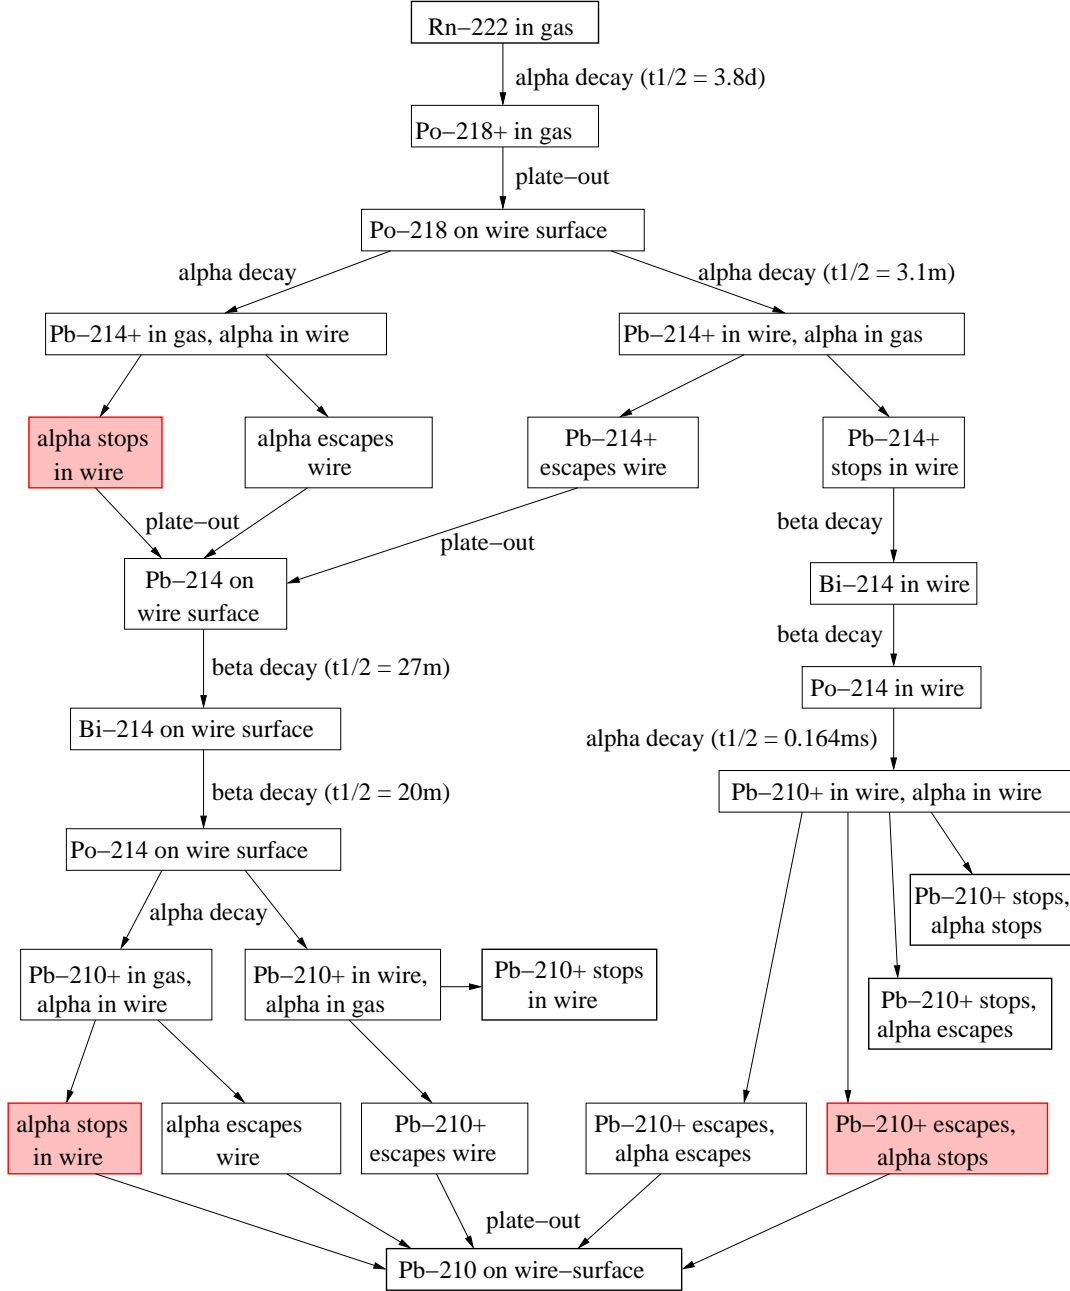 Rn−222 in gas
alpha decay (t1/2 = 3.8d)
Po−218+ in gas
plate−out
Po−218 on wire surface
alpha decay
alpha decay (t1/2 = 3.1m)
Pb−214+ in gas, alpha in wire
Pb−214+ in wire, alpha in gas
alpha stops
in wire
alpha escapes
wire
Pb−214+
escapes wire
Pb−214+
stops in wire
plate−out
plate−out
beta decay
Pb−214 on
wire surface
Bi−214 in wire
beta decay
beta decay (t1/2 = 27m)
Po−214 in wire
Bi−214 on wire surface
alpha decay (t1/2 = 0.164ms)
beta decay (t1/2 = 20m)
Pb−210+ in wire, alpha in wire
Po−214 on wire surface
alpha decay
Pb−210+ stops,
alpha stops
Pb−210+ in gas,
alpha in wire
Pb−210+ in wire,
alpha in gas
Pb−210+ stops
in wire
Pb−210+ stops,
alpha escapes
alpha stops
in wire
alpha escapes
wire
Pb−210+
escapes wire
Pb−210+ escapes,
alpha escapes
Pb−210+ escapes,
alpha stops
plate−out
Pb−210 on wire−surface